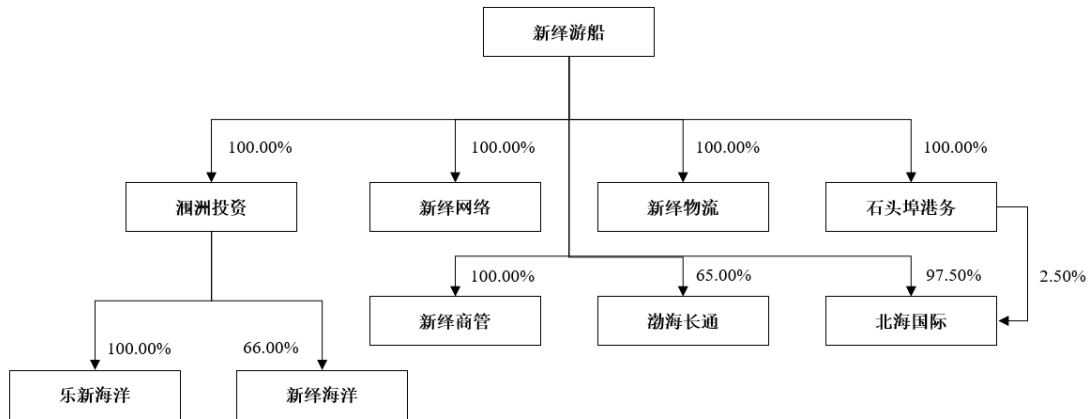 新绎游船
100.00%
100.00%
100.00%
100.00%
涠洲投资
新绎网络
新绎物流
石头埠港务
100.00%
65.00%
97.50%
2.50%
新绎商管
渤海长通
北海国际
100.00%
66.00%
乐新海洋
新绎海洋